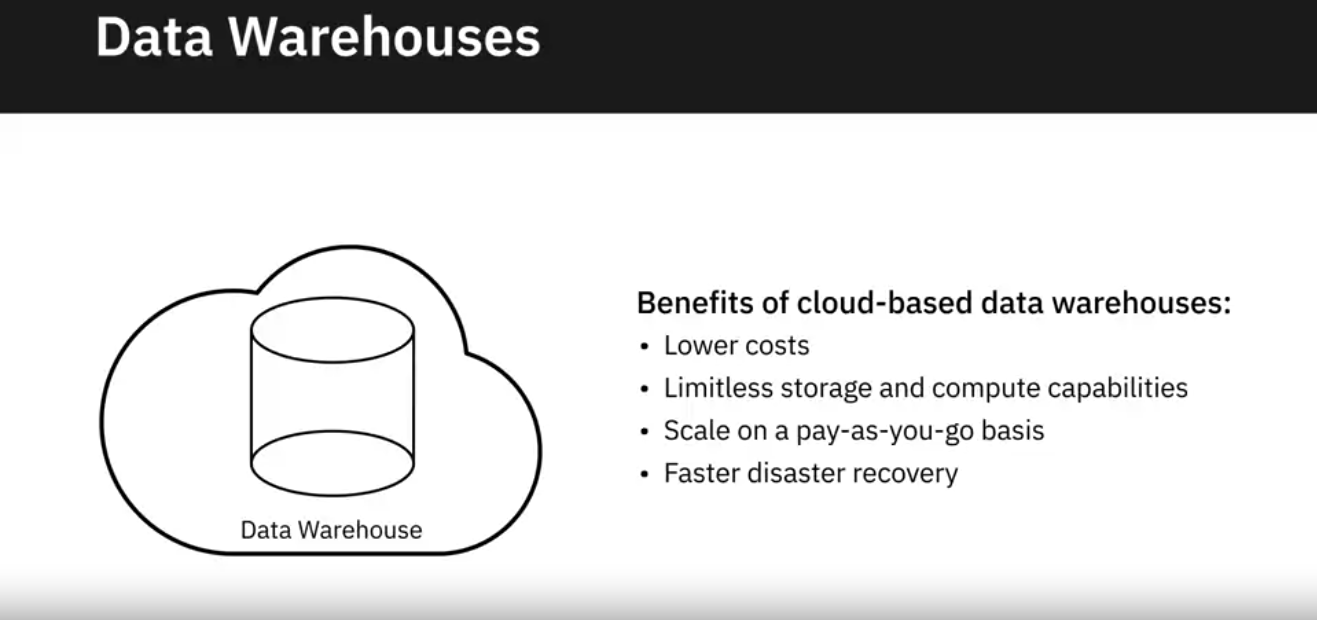 Data Warehouses
Data Warehouse
Benefits of cloud-based data warehouses:
• Lower costs
• Limitless storage and compute capabilities
• Scale on a pay-as-you-go basis
• Faster disaster recovery